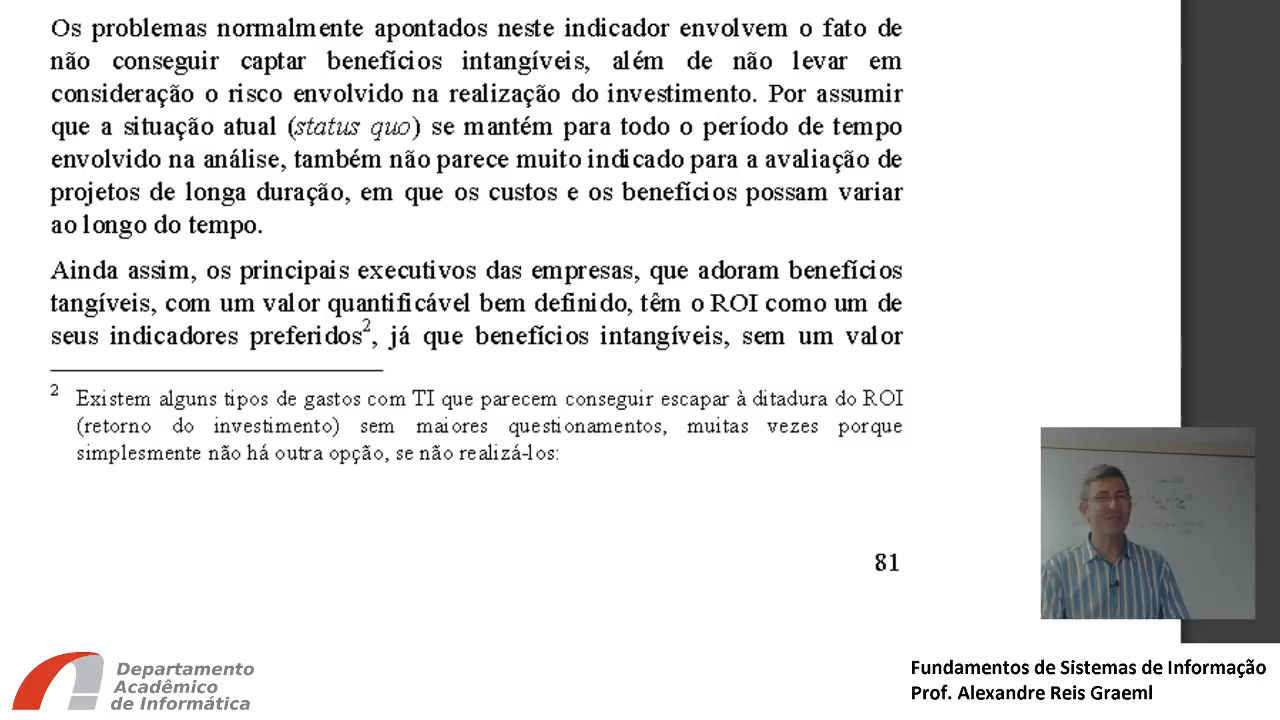 Os problemas normalmente apontados neste indicador envolvem o fato de
não conseguir captar benefícios intangíveis, além de não levar em
consideração o risco envolvido na realização do investimento. Por assumir
que a situação atual (status quo) se mantém para todo o período de tempo
envolvido na análise, também não parece muito indicado para a avaliação de
projetos de longa duração, em que os custos e os benefícios possam variar
ao longo do tempo.
Ainda assim, os principais executivos das empresas, que adoram benefícios
tangíveis, com um valor quantificável bem definido, têm o ROI como um de
seus indicadores preferidos2, já que benefícios intangíveis, sem um valor
2 Existem alguns tipos de gastos com TI que parecem conseguir escapar à ditadura do ROI
(retorno do investimento) sem maiores questionamentos, muitas vezes porque
simplesmente não há outra opção, se não realizá-los:
81
Departamento
Acadêmico
de Informática
Fundamentos de Sistemas de Informação
Prof. Alexandre Reis Graeml